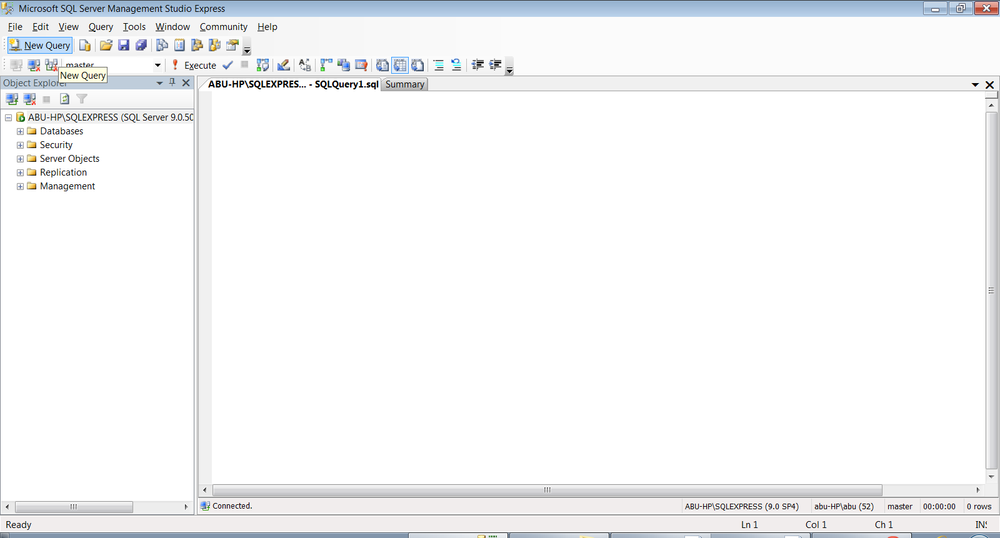 Microsoft SQL Server Management Studio Express
File Edit View Query Tools Window Community Help
New Query
master Execute
New Query
Object Explorer
ABU-HP\SQLEXPRES... - SQLQuery1.sql Summary
ABU-HP\SQLEXPRESS (SQL Server 9.0.50
Databases
Security
Server Objects
Replication
Management
Connected. ABU-HP\SQLEXPRESS (9.0 SP4) abu-HP\abu (52) master 00:00:00 0 rows
Ready Ln 1 Col 1 Ch 1 INS